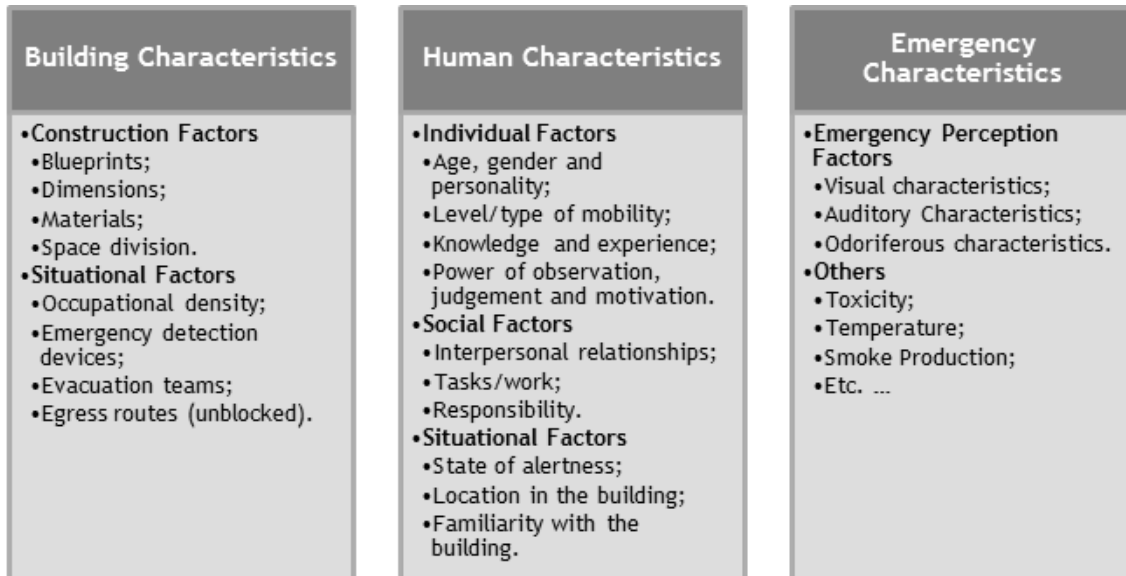 Building Characteristics
•Construction Factors
•Blueprints;
•Dimensions;
•Materials;
•Space division.
•Situational Factors
•Occupational density;
•Emergency detection
devices;
•Evacuation teams;
•Egress routes (unblocked).
Human Characteristics
•Individual Factors
•Age, gender and
personality;
•Level/type of mobility;
•Knowledge and experience;
•Power of observation,
judgement and motivation.
•Social Factors
•Interpersonal relationships;
•Tasks/work;
•Responsibility.
•Situational Factors
•State of alertness;
•Location in the building;
•Familiarity with the
building.
Emergency
Characteristics
•Emergency Perception
Factors
•Visual characteristics;
•Auditory Characteristics;
•Odoriferous characteristics.
•Others
•Toxicity;
•Temperature;
•Smoke Production;
•Etc. ...